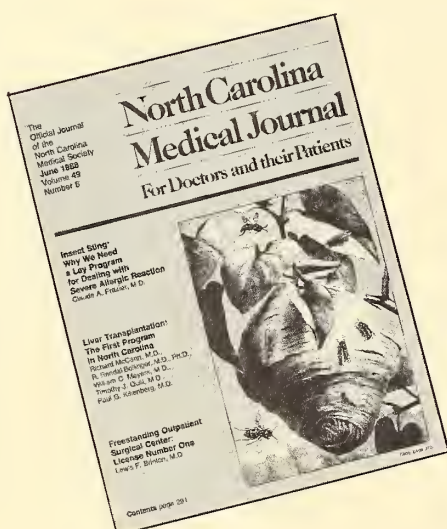 The
Official Journal
of the
North Carolina
Medical Society
June 1988
Volume 49
Number 6
North Carolina
Medical Journal
For Doctors and their Patients
Insect Sting:
Why We Need
a Lay Program
for Dealing with
Severe Allergic Reaction
Claude A. Frazier, M.D.
Liver Transplantation:
The First Program
in North Carolina
Richard McCann, M.D.,
R. Randal Bollinger, M.D., Ph.D.,
William C. Meyers, M.D.,
Timothy J. Quill, M.D.,
Paul G. Killenberg, M.D.
Freestanding Outpatient
Surgical Center:
License Number One
Lewis F. Brinton, M.D.
Contents page 291